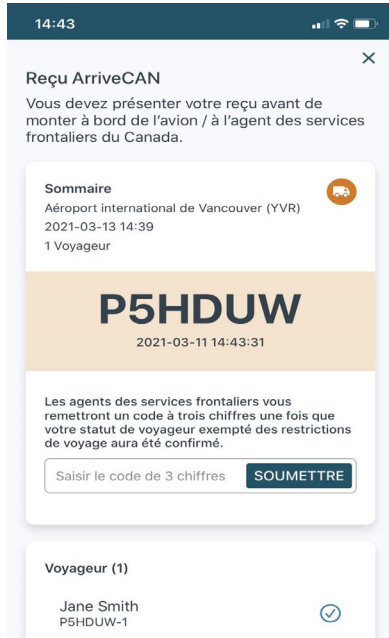 14:43
Reçu ArriveCAN
Vous devez présenter votre reçu avant de
monter à bord de l'avion / à l'agent des services
frontaliers du Canada.
Sommaire
Aéroport international de Vancouver (YVR)
2021-03-13 14:39
1 Voyageur
P5HDUW
2021-03-11 14:43:31
Les agents des services frontaliers vous
remettront un code à trois chiffres une fois que
votre statut de voyageur exempté des restrictions
de voyage aura été confirmé.
Saisir le code de 3 chiffres SOUMETTRE
Voyageur (1)
Jane Smith
P5HDUW-1